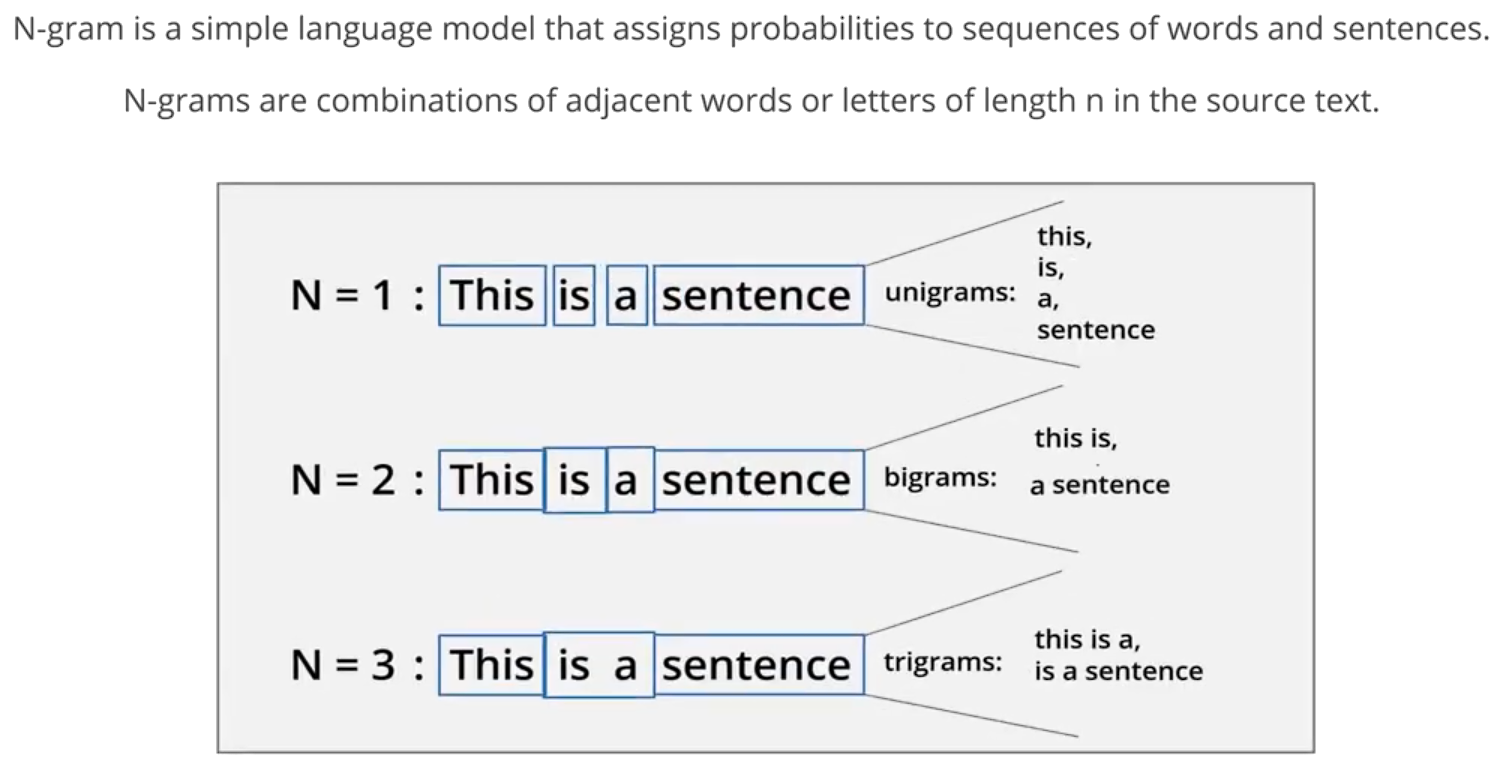 N-gram is a simple language model that assigns probabilities to sequences of words and sentences.
N-grams are combinations of adjacent words or letters of length n in the source text.
N = 1 : This is a sentence unigrams: this,
is,
a,
sentence
N = 2 : This is a sentence bigrams: this is,
a sentence
N = 3 : This is a sentence trigrams: this is a,
is a sentence